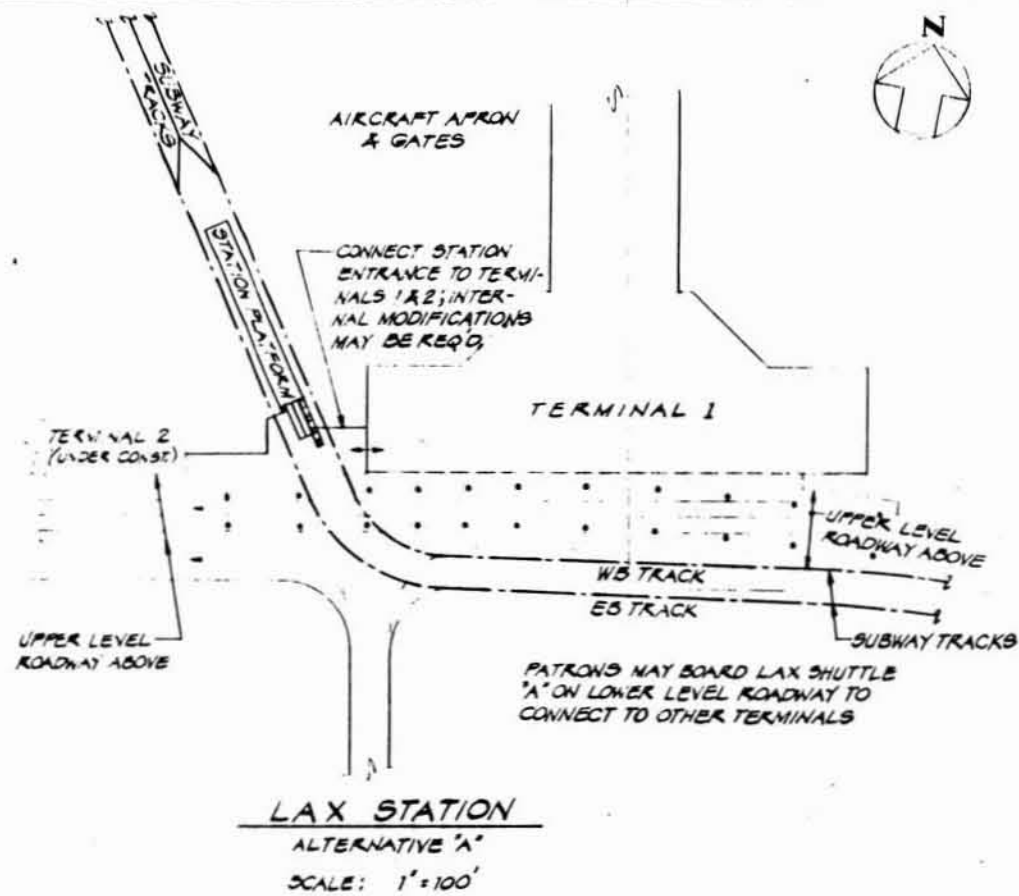 N
SUBWAY
TRACKS
AIRCRAFT APRON
& GATES
STATION PLATFORM
CONNECT STATION
ENTRANCE TO TERMI-
NALS 1 & 2; INTER-
NAL MODIFICATIONS
MAY BE REQ'D,
TERMINAL 1
TERMINAL 2
(UNDER CONST.)
UPPER LEVEL
ROADWAY ABOVE
WB TRACK
EB TRACK
UPPER LEVEL
ROADWAY ABOVE
SUBWAY TRACKS
PATRONS MAY BOARD LAX SHUTTLE
"A" ON LOWER LEVEL ROADWAY TO
CONNECT TO OTHER TERMINALS
LAX STATION
ALTERNATIVE "A"
SCALE: 1"=100'